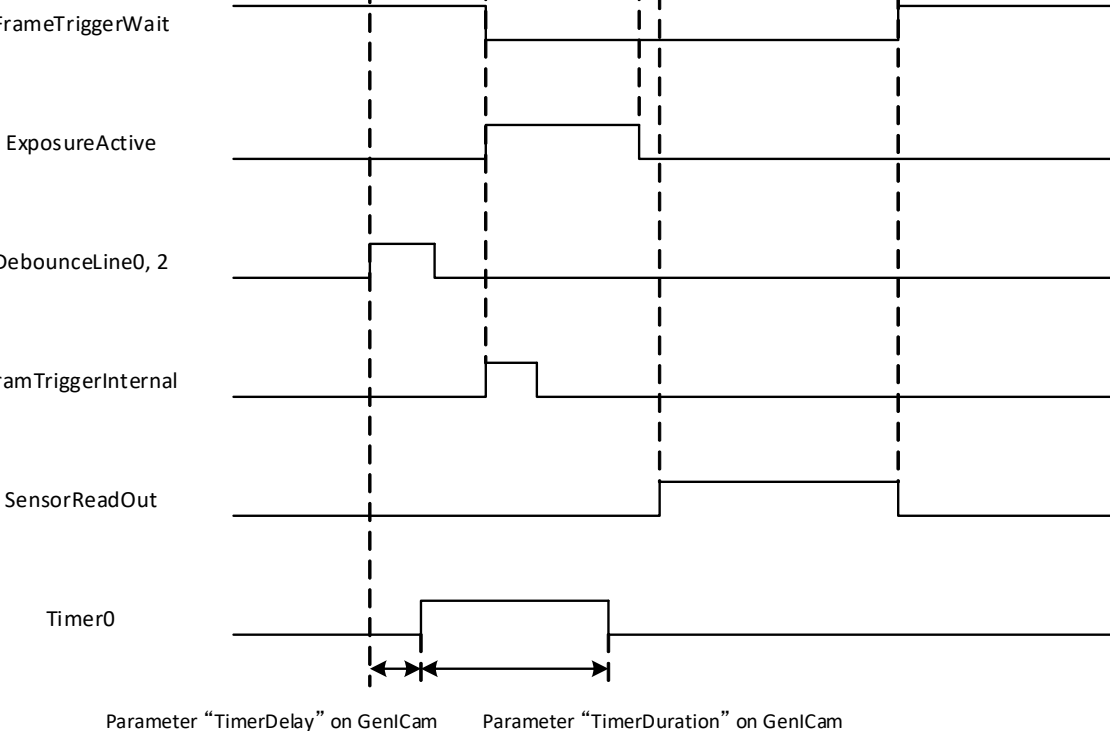 FrameTriggerWait
ExposureActive
DebounceLine0, 2
ramTriggerInternal
SensorReadOut
Timer0
Parameter “TimerDelay” on GenICam
Parameter “TimerDuration” on GenICam